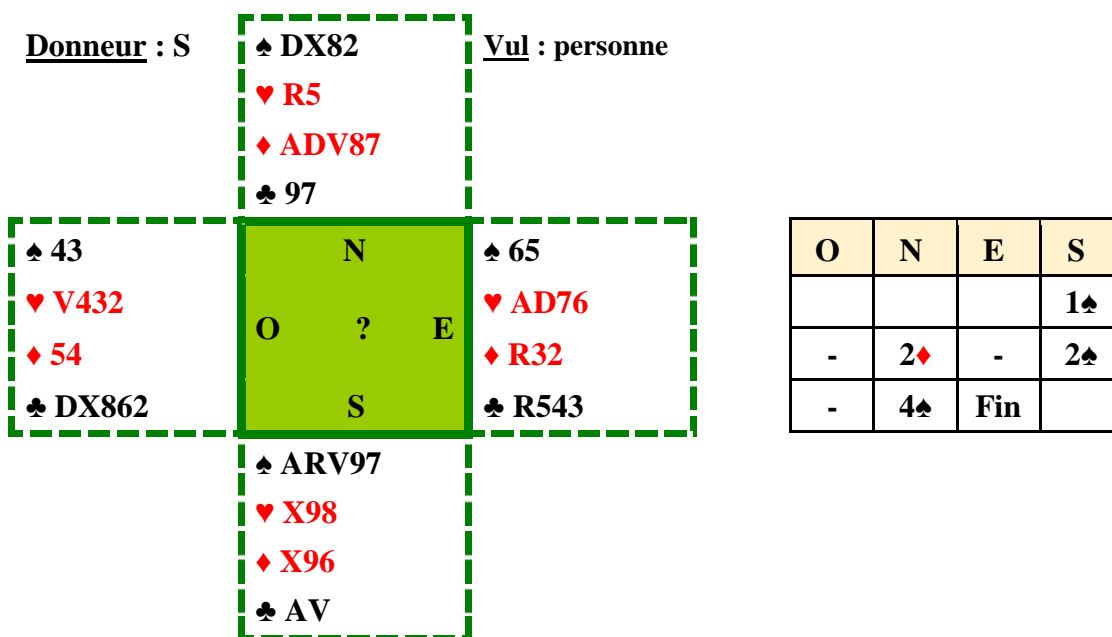 Donneur : S
♠ DX82
Vul : personne
♥ R5
♦ ADV87
♣ 97
♠ 43
♥ V432
♦ 54
♣ DX862
N
O ? E
S
♠ 65
♥ AD76
♦ R32
♣ R543
O N E S
1♠
- 2♦ - 2♠
- 4♠ Fin
♠ ARV97
♥ X98
♦ X96
♣ AV